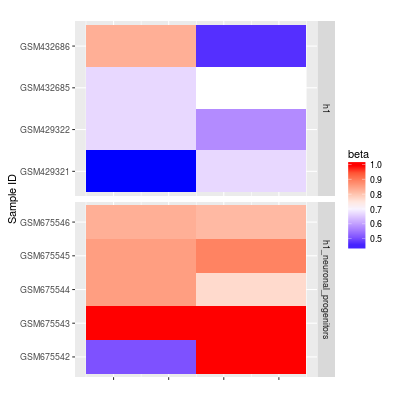 GSM432686
GSM432685
GSM429322
GSM429321
h1
Sample ID
GSM675546
GSM675545
GSM675544
GSM675543
GSM675542
h1_neuronal_progenitors
beta
1.0
0.9
0.8
0.7
0.6
0.5